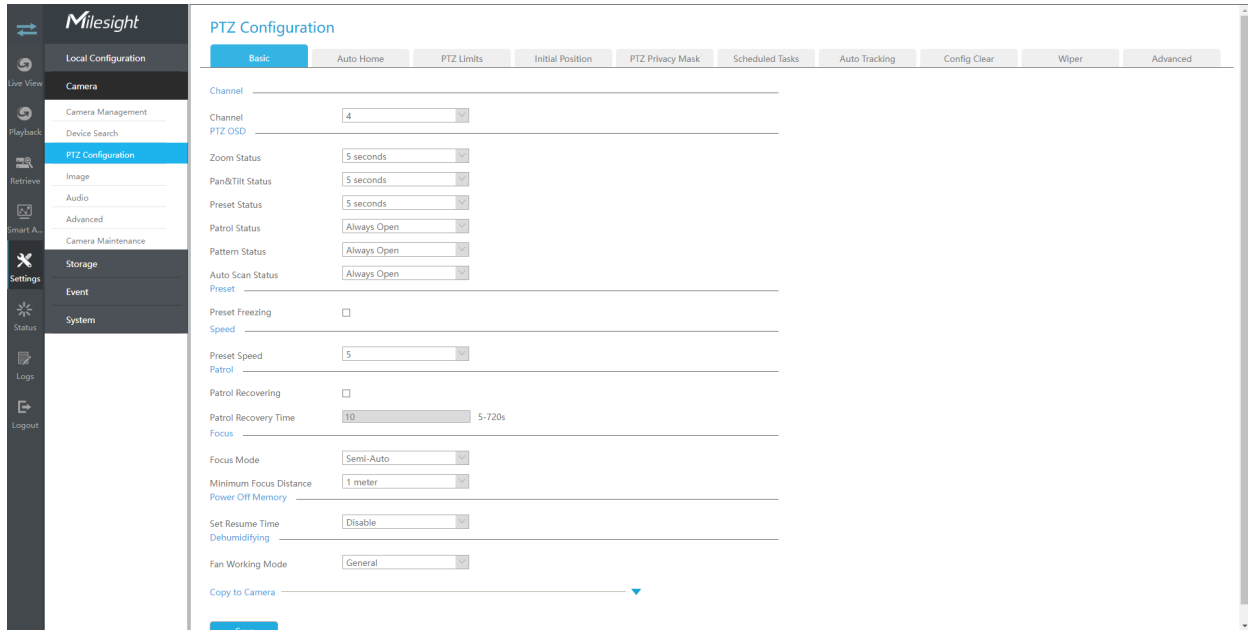 Milesight
Live View
Playback
Retrieve
Smart A...
Settings
Status
Logs
Logout
Local Configuration
Camera
Camera Management
Device Search
PTZ Configuration
Image
Audio
Advanced
Camera Maintenance
Storage
Event
System
PTZ Configuration
Basic Auto Home PTZ Limits Initial Position PTZ Privacy Mask Scheduled Tasks Auto Tracking Config Clear Wiper Advanced
Channel
Channel 4
PTZ OSD
Zoom Status 5 seconds
Pan&Tilt Status 5 seconds
Preset Status 5 seconds
Patrol Status Always Open
Pattern Status Always Open
Auto Scan Status Always Open
Preset
Preset Freezing
Speed
Preset Speed 5
Patrol
Patrol Recovering
Patrol Recovery Time 10 5-720s
Focus
Focus Mode Semi-Auto
Minimum Focus Distance 1 meter
Power Off Memory
Set Resume Time Disable
Dehumidifying
Fan Working Mode General
Copy to Camera